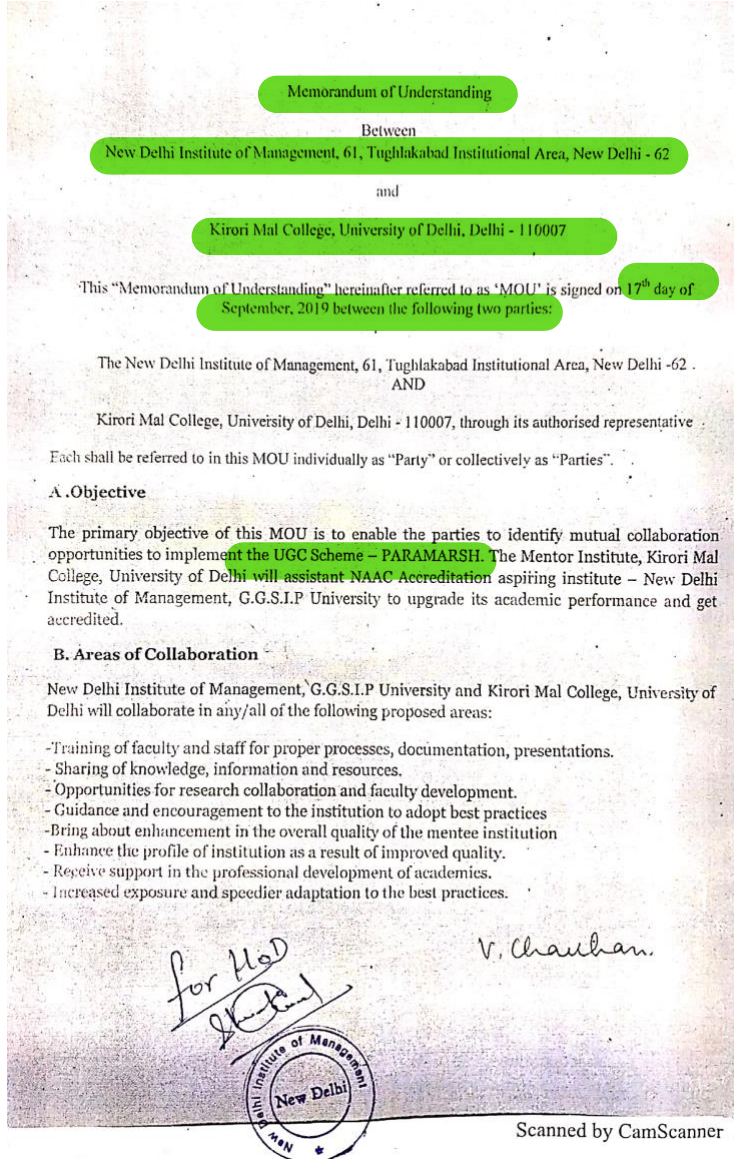 Memorandum of Understanding
Between
New Delhi Institute of Management, 61, Tughlakabad Institutional Area, New Delhi - 62
and
Kirori Mal College, University of Delhi, Delhi - 110007
This “Memorandum of Understanding” hereinafter referred to as ‘MOU’ is signed on 17th day of
September, 2019 between the following two parties:
The New Delhi Institute of Management, 61, Tughlakabad Institutional Area, New Delhi -62 .
AND
Kirori Mal College, University of Delhi, Delhi - 110007, through its authorised representative
Each shall be referred to in this MOU individually as “Party” or collectively as “Parties”.
A .Objective
The primary objective of this MOU is to enable the parties to identify mutual collaboration
opportunities to implement the UGC Scheme – PARAMARSH. The Mentor Institute, Kirori Mal
College, University of Delhi will assistant NAAC Accreditation aspiring institute – New Delhi
Institute of Management, G.G.S.I.P University to upgrade its academic performance and get
accredited.
B. Areas of Collaboration
New Delhi Institute of Management, G.G.S.I.P University and Kirori Mal College, University of
Delhi will collaborate in any/all of the following proposed areas:
-Training of faculty and staff for proper processes, documentation, presentations.
- Sharing of knowledge, information and resources.
- Opportunities for research collaboration and faculty development.
- Guidance and encouragement to the institution to adopt best practices
-Bring about enhancement in the overall quality of the mentee institution
- Enhance the profile of institution as a result of improved quality.
- Receive support in the professional development of academics.
- Increased exposure and speedier adaptation to the best practices.
for HoD
V. Chauhan.
New Delhi Institute of Management
New Delhi
Scanned by CamScanner